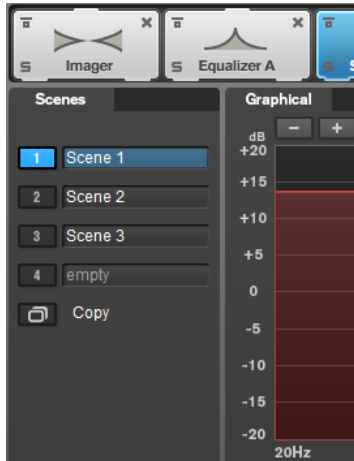 S Imager
S Equalizer A
S S
Scenes
Graphical
dB
− +
+20
1 Scene 1
+15
2 Scene 2
+10
3 Scene 3
+5
4 empty
0
Copy
-5
-10
-15
-20
20Hz